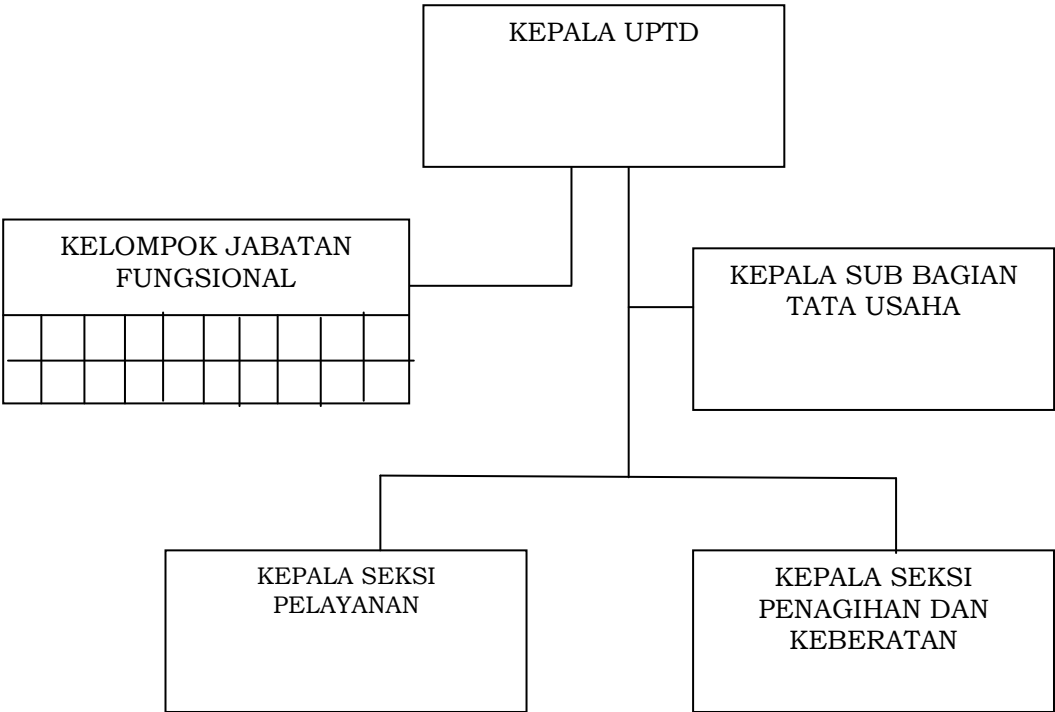 KEPALA UPTD
KELOMPOK JABATAN
FUNGSIONAL
KEPALA SUB BAGIAN
TATA USAHA
KEPALA SEKSI
PELAYANAN
KEPALA SEKSI
PENAGIHAN DAN
KEBERATAN